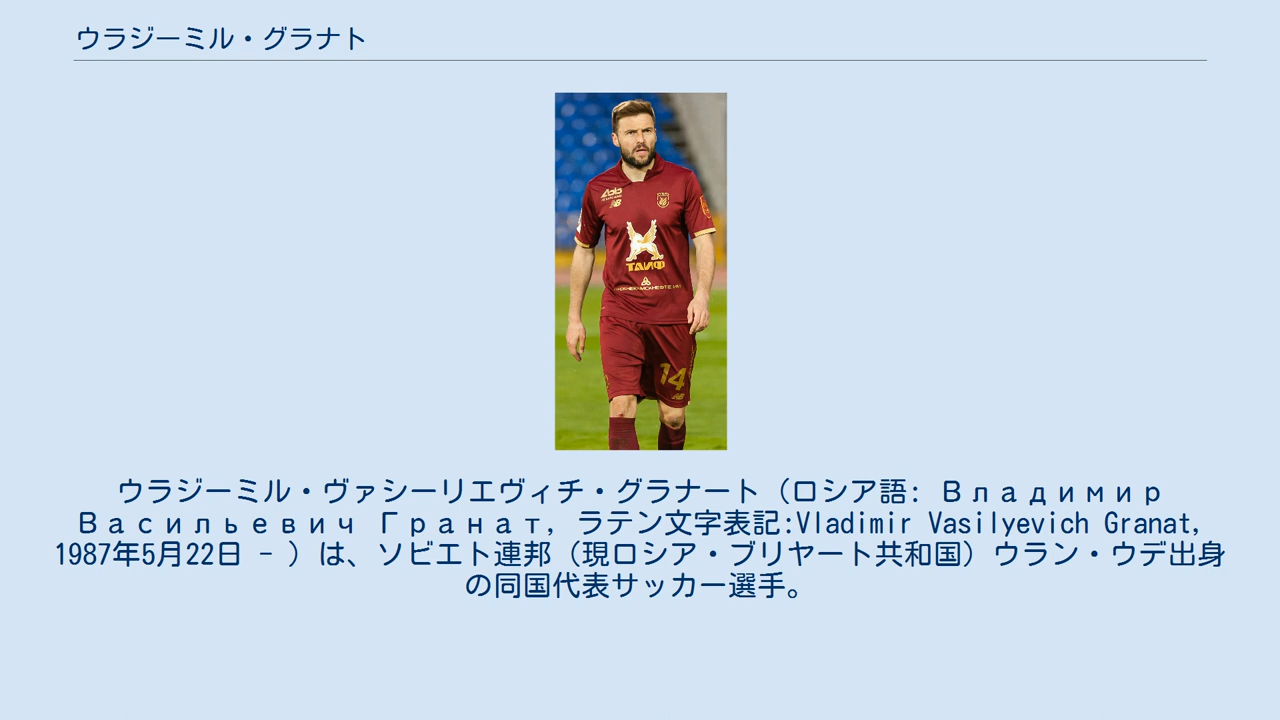 ウラジーミル・グラナト
ТАИФ
14
ウラジーミル・ヴァシーリエヴィチ・グラナート（ロシア語: Владимир
Васильевич Гранат, ラテン文字表記:Vladimir Vasilyevich Granat,
1987年5月22日 - ）は、ソビエト連邦（現ロシア・ブリヤート共和国）ウラン・ウデ出身
の同国代表サッカー選手。